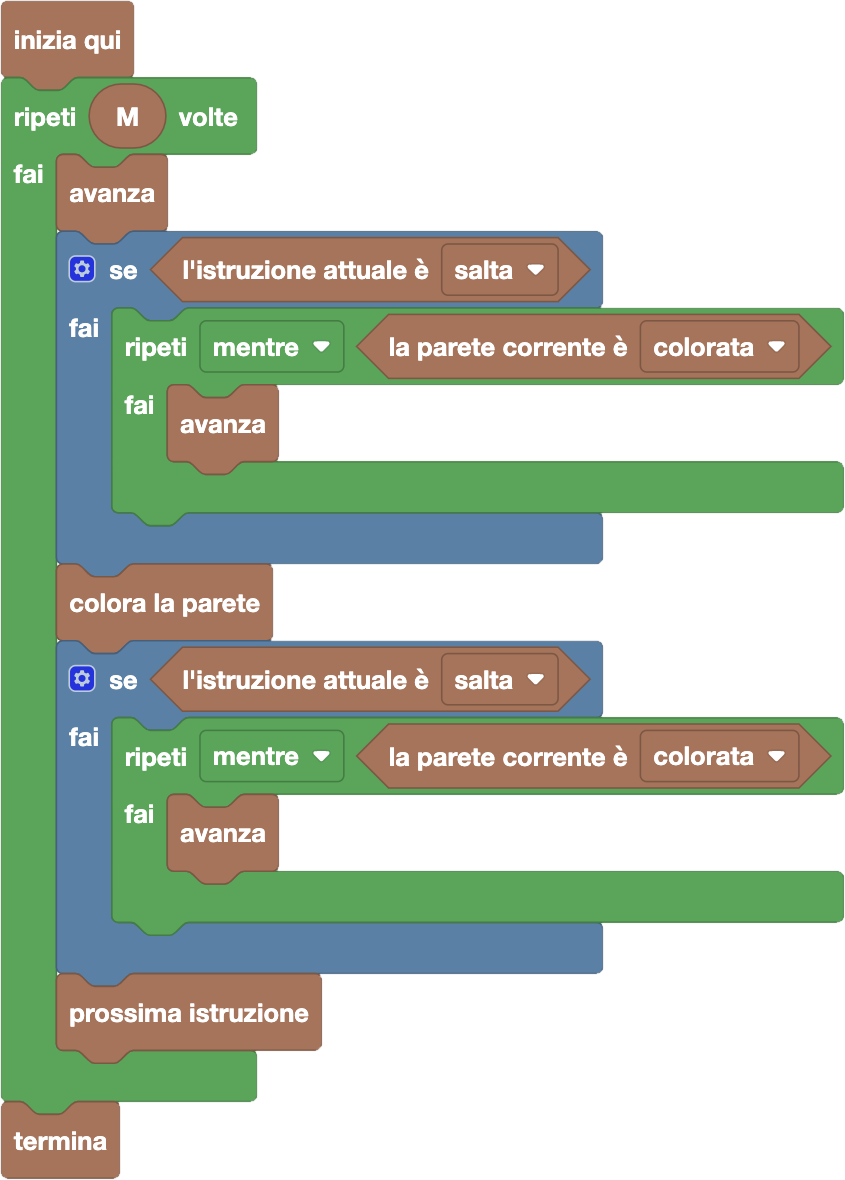 inizia qui
ripeti M volte
fai
avanza
se l'istruzione attuale è salta
fai
ripeti mentre la parete corrente è colorata
fai
avanza
colora la parete
se l'istruzione attuale è salta
fai
ripeti mentre la parete corrente è colorata
fai
avanza
prossima istruzione
termina